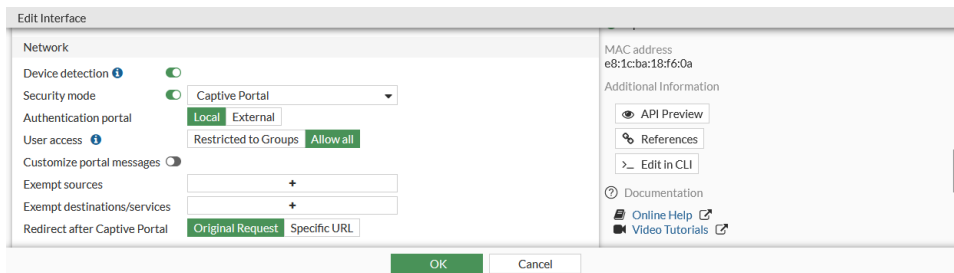 Edit Interface
Network
Device detection
Security mode Captive Portal
Authentication portal Local External
User access Restricted to Groups Allow all
Customize portal messages
Exempt sources +
Exempt destinations/services +
Redirect after Captive Portal Original Request Specific URL
MAC address
e8:1c:ba:18:f6:0a
Additional Information
API Preview
References
>_ Edit in CLI
Documentation
Online Help
Video Tutorials
OK Cancel